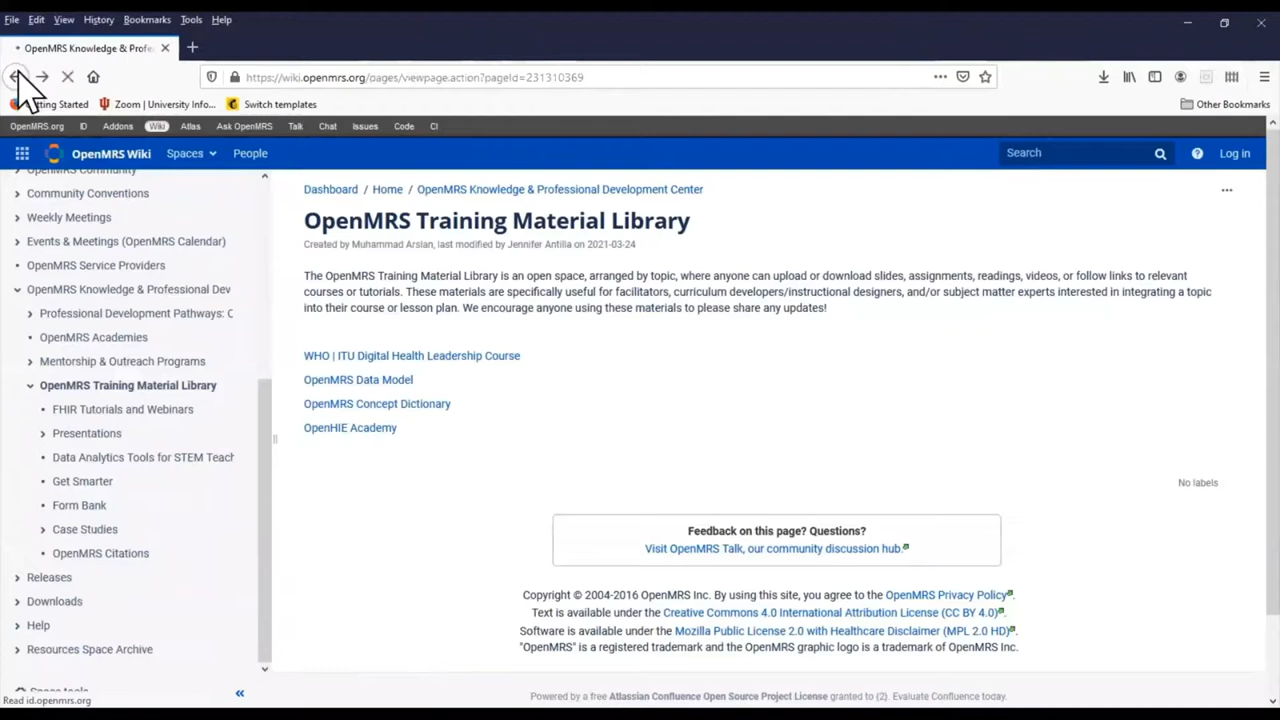 File Edit View History Bookmarks Tools Help
OpenMRS Knowledge & Profe
https://wiki.openmrs.org/pages/viewpage.action?pageId=231310369
Started Zoom | University Info... Switch templates Other Bookmarks
OpenMRS.org ID Addons Wiki Atlas Ask OpenMRS Talk Chat Issues Code CI
OpenMRS Wiki Spaces People Search Log in
OpenMRS Community
Community Conventions
Weekly Meetings
Events & Meetings (OpenMRS Calendar)
OpenMRS Service Providers
OpenMRS Knowledge & Professional Dev
Professional Development Pathways: C
OpenMRS Academies
Mentorship & Outreach Programs
OpenMRS Training Material Library
FHIR Tutorials and Webinars
Presentations
Data Analytics Tools for STEM Teach
Get Smarter
Form Bank
Case Studies
OpenMRS Citations
Releases
Downloads
Help
Resources Space Archive
Space tools
Read id.openmrs.org
Dashboard / Home / OpenMRS Knowledge & Professional Development Center
OpenMRS Training Material Library
Created by Muhammad Arslan, last modified by Jennifer Antilla on 2021-03-24
The OpenMRS Training Material Library is an open space, arranged by topic, where anyone can upload or download slides, assignments, readings, videos, or follow links to relevant
courses or tutorials. These materials are specifically useful for facilitators, curriculum developers/instructional designers, and/or subject matter experts interested in integrating a topic
into their course or lesson plan. We encourage anyone using these materials to please share any updates!
WHO | ITU Digital Health Leadership Course
OpenMRS Data Model
OpenMRS Concept Dictionary
OpenHIE Academy
No labels
Feedback on this page? Questions?
Visit OpenMRS Talk, our community discussion hub.
Copyright © 2004-2016 OpenMRS Inc. By using this site, you agree to the OpenMRS Privacy Policy.
Text is available under the Creative Commons 4.0 International Attribution License (CC BY 4.0).
Software is available under the Mozilla Public License 2.0 with Healthcare Disclaimer (MPL 2.0 HD).
"OpenMRS" is a registered trademark and the OpenMRS graphic logo is a trademark of OpenMRS Inc.
Powered by a free Atlassian Confluence Open Source Project License granted to (2). Evaluate Confluence today.